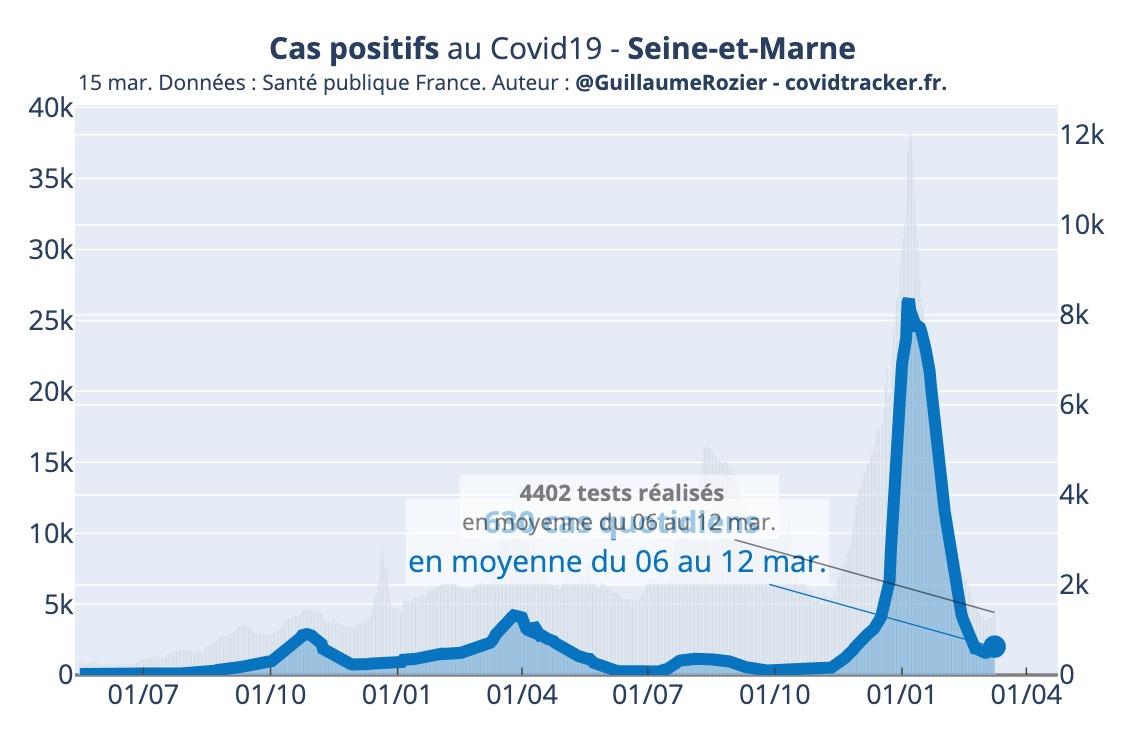 Cas positifs au Covid19 - Seine-et-Marne
15 mar. Données : Santé publique France. Auteur : @GuillaumeRozier - covidtracker.fr.
40k
35k
30k
25k
20k
15k
10k
5k
0
12k
10k
8k
6k
4k
2k
0
4402 tests réalisés
en moyenne du 06 au 12 mar.
630 cas quotidiens
en moyenne du 06 au 12 mar.
01/07 01/10 01/01 01/04 01/07 01/10 01/01 01/04